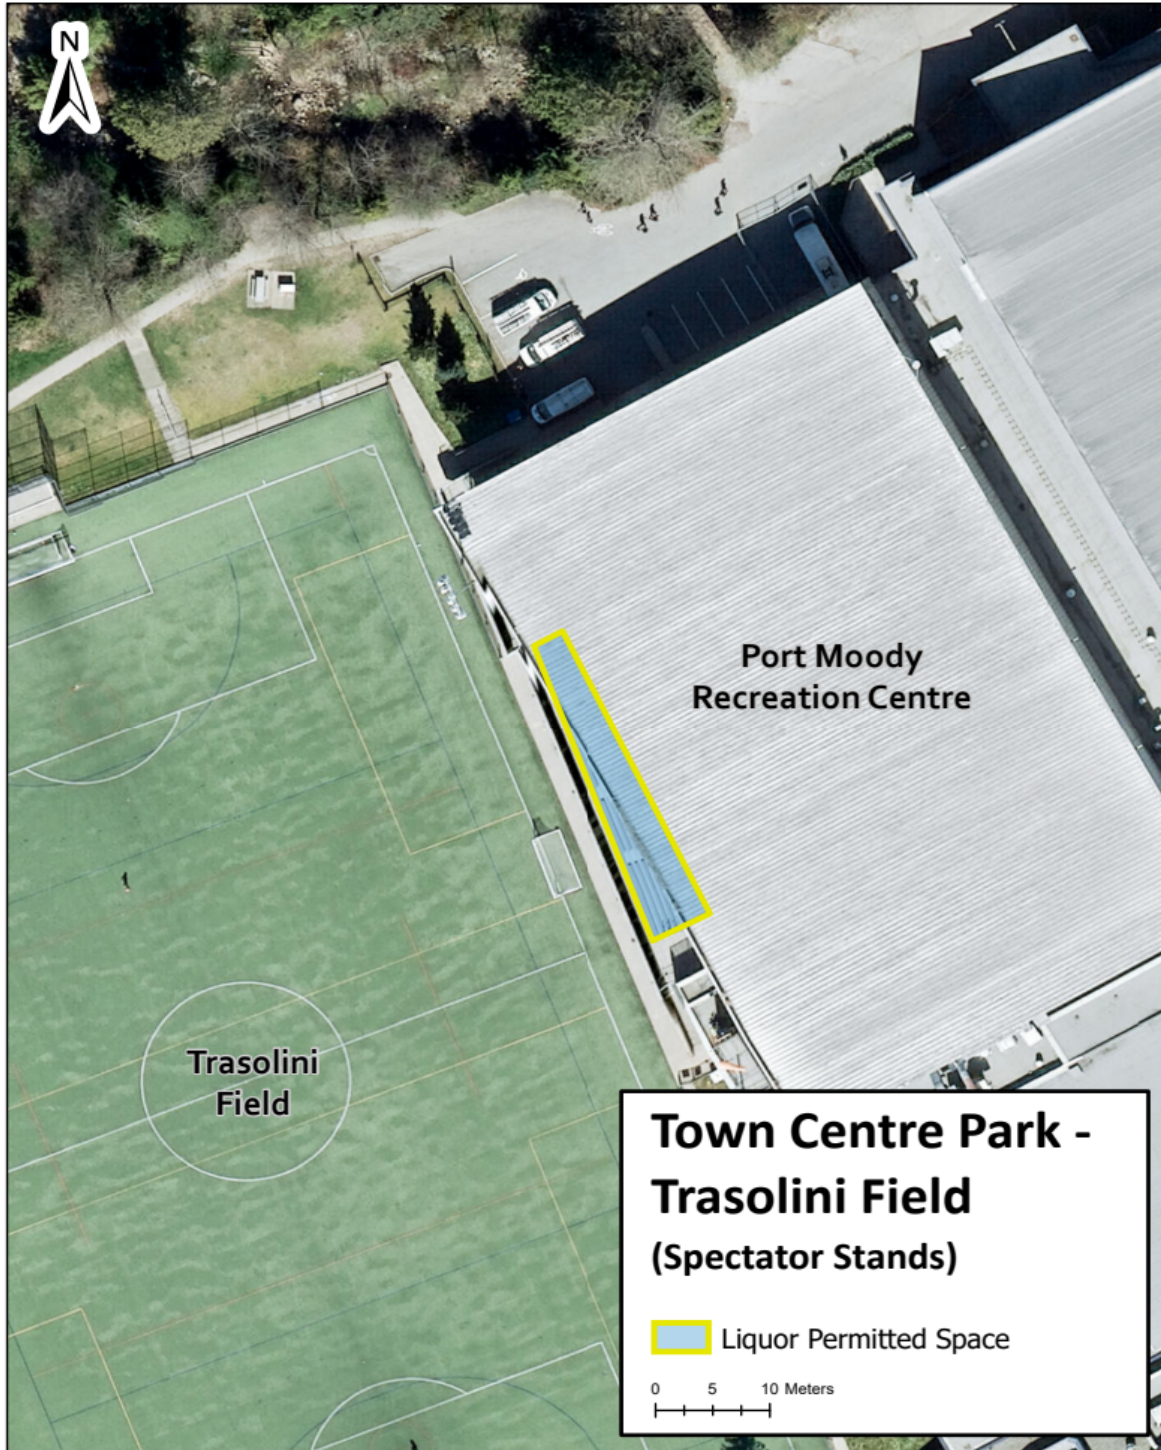 N
Port Moody
Recreation Centre
Trasolini
Field
Town Centre Park -
Trasolini Field
(Spectator Stands)
Liquor Permitted Space
0 5 10 Meters